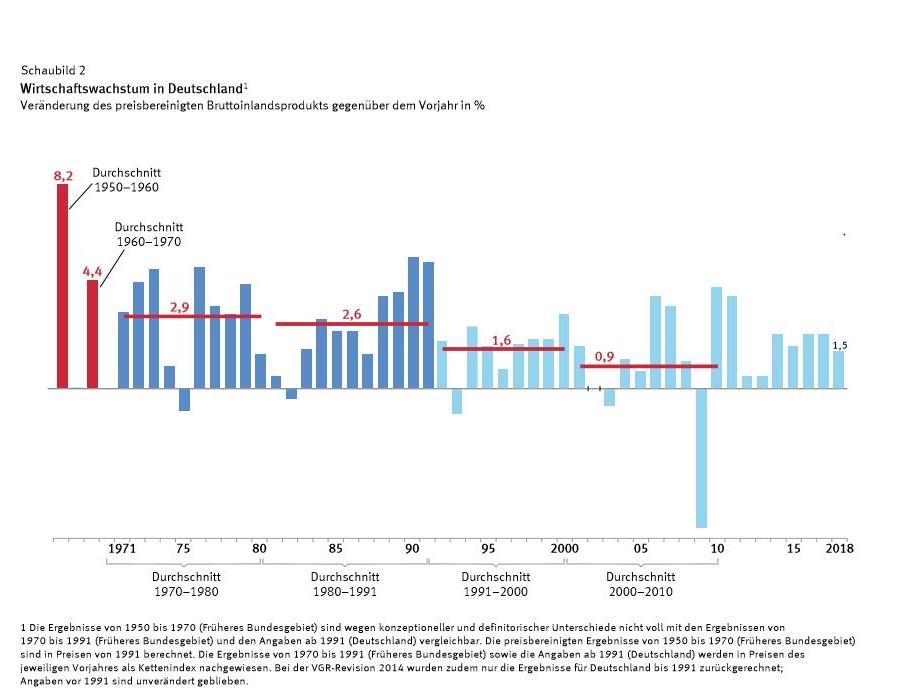 Schaubild 2
Wirtschaftswachstum in Deutschland¹
Veränderung des preisbereinigten Bruttoinlandsprodukts gegenüber dem Vorjahr in %
8,2
Durchschnitt
1950–1960
Durchschnitt
1960–1970
4,4
2,9
2,6
1,6
0,9
1,5
1971 75 80 85 90 95 2000 05 10 15 2018
Durchschnitt Durchschnitt Durchschnitt Durchschnitt
1970–1980 1980–1991 1991–2000 2000–2010
1 Die Ergebnisse von 1950 bis 1970 (Früheres Bundesgebiet) sind wegen konzeptioneller und definitorischer Unterschiede nicht voll mit den Ergebnissen von
1970 bis 1991 (Früheres Bundesgebiet) und den Angaben ab 1991 (Deutschland) vergleichbar. Die preisbereinigten Ergebnisse von 1950 bis 1970 (Früheres Bundesgebiet)
sind in Preisen von 1991 berechnet. Die Ergebnisse von 1970 bis 1991 (Früheres Bundesgebiet) sowie die Angaben ab 1991 (Deutschland) werden in Preisen des
jeweiligen Vorjahres als Kettenindex nachgewiesen. Bei der VGR-Revision 2014 wurden zudem nur die Ergebnisse für Deutschland bis 1991 zurückgerechnet;
Angaben vor 1991 sind unverändert geblieben.